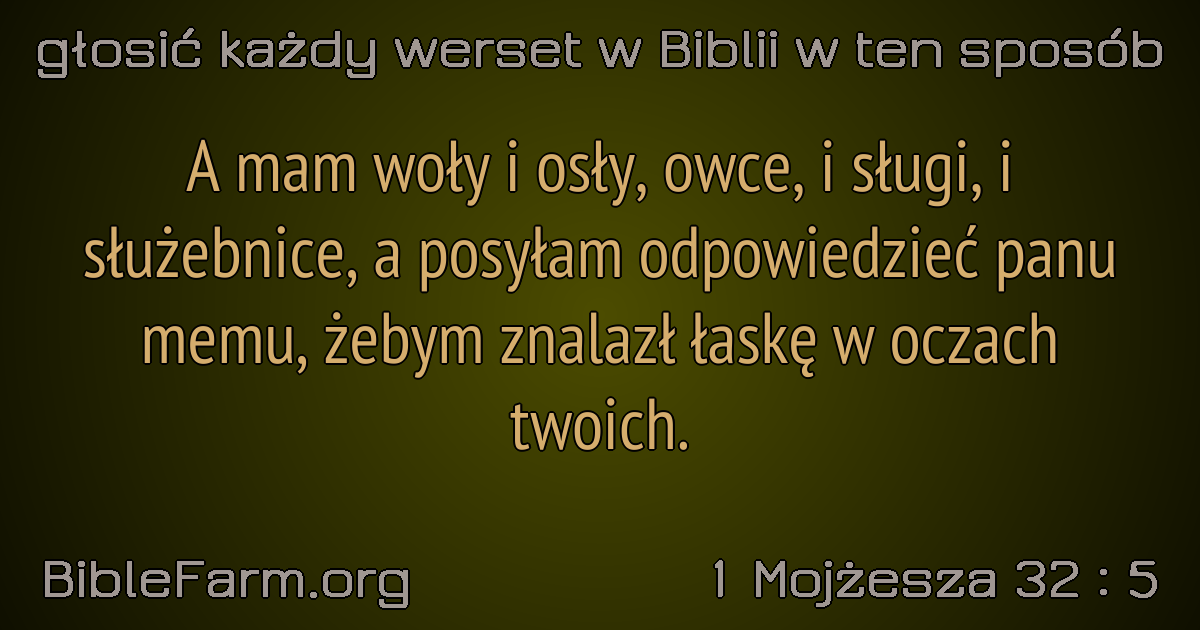 głosić każdy werset w Biblii w ten sposób
A mam woły i osły, owce, i sługi, i
służebnice, a posyłam odpowiedzieć panu
memu, żebym znalazł łaskę w oczach
twoich.
BibleFarm.org
1 Mojżesza 32 : 5